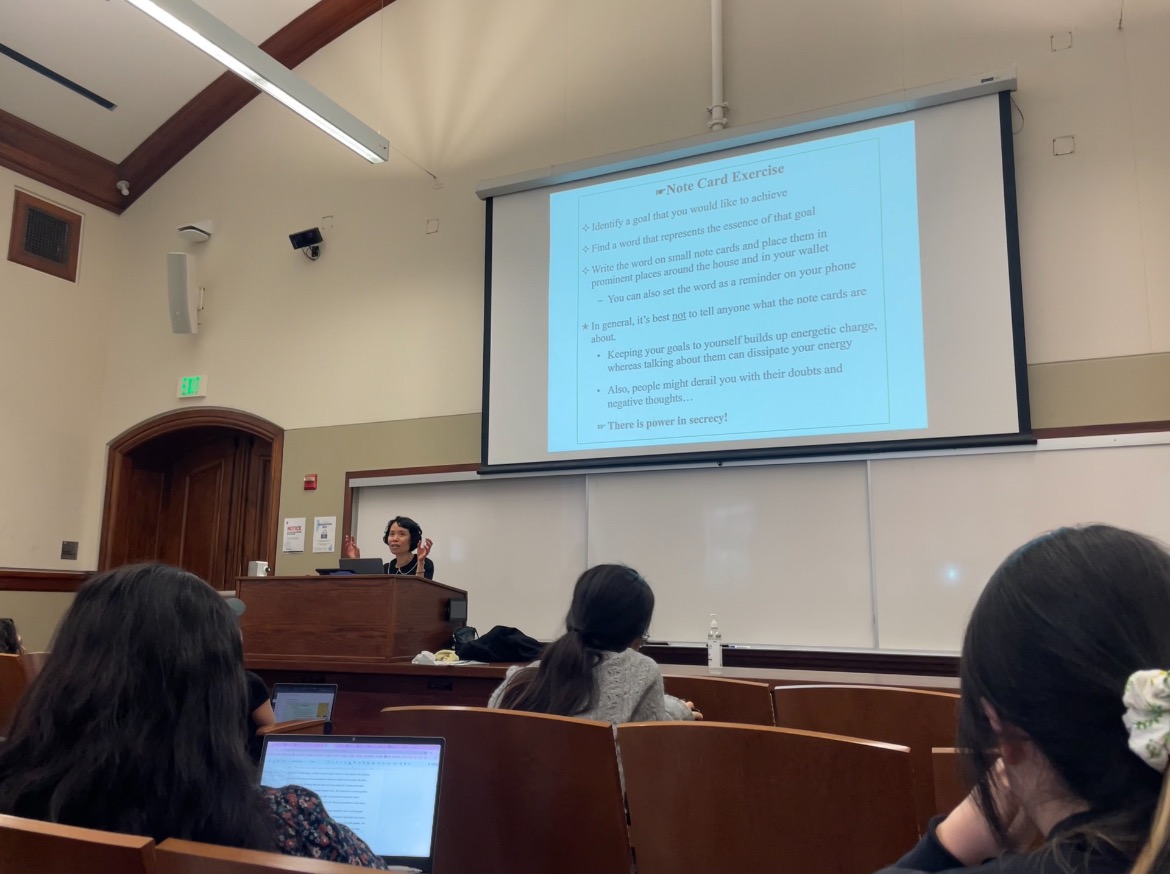 ☛Note Card Exercise
✧ Identify a goal that you would like to achieve
✧ Find a word that represents the essence of that goal
✧ Write the word on small note cards and place them in
prominent places around the house and in your wallet
– You can also set the word as a reminder on your phone
✶ In general, it's best not to tell anyone what the note cards are
about.
• Keeping your goals to yourself builds up energetic charge,
whereas talking about them can dissipate your energy
• Also, people might derail you with their doubts and
negative thoughts…
☛ There is power in secrecy!
NOTICE